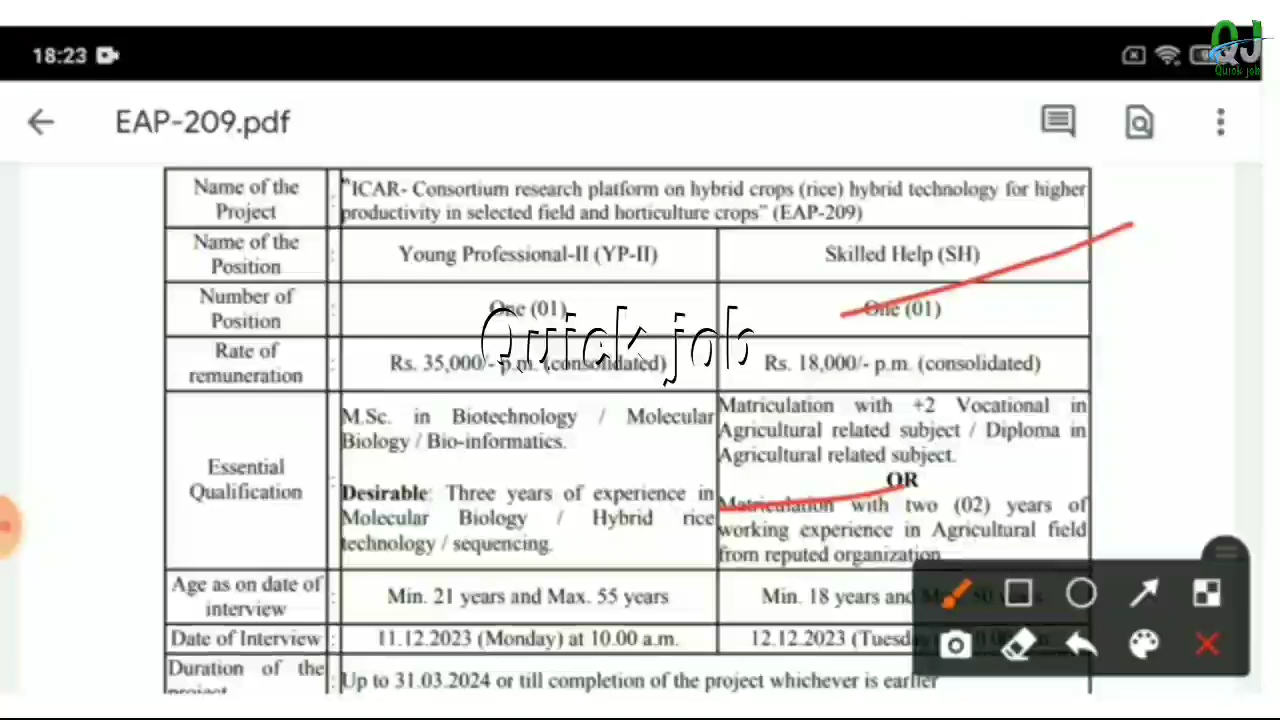 18:23
QJ
Quick job
EAP-209.pdf
Name of the Project : "ICAR- Consortium research platform on hybrid crops (rice) hybrid technology for higher
productivity in selected field and horticulture crops" (EAP-209)
Name of the Position : Young Professional-II (YP-II) Skilled Help (SH)
Number of Position : One (01) One (01)
Quick job
Rate of remuneration : Rs. 35,000/- p.m. (consolidated) Rs. 18,000/- p.m. (consolidated)
Essential
Qualification
:
M.Sc. in Biotechnology / Molecular
Biology / Bio-informatics.
Desirable: Three years of experience in
Molecular Biology / Hybrid rice
technology / sequencing.
Matriculation with +2 Vocational in
Agricultural related subject / Diploma in
Agricultural related subject.
OR
Matriculation with two (02) years of
working experience in Agricultural field
from reputed organization
Age as on date of interview : Min. 21 years and Max. 55 years Min. 18 years and
Date of Interview : 11.12.2023 (Monday) at 10.00 a.m. 12.12.2023 (Tuesd
Duration of the project : Up to 31.03.2024 or till completion of the project whichever is earlier